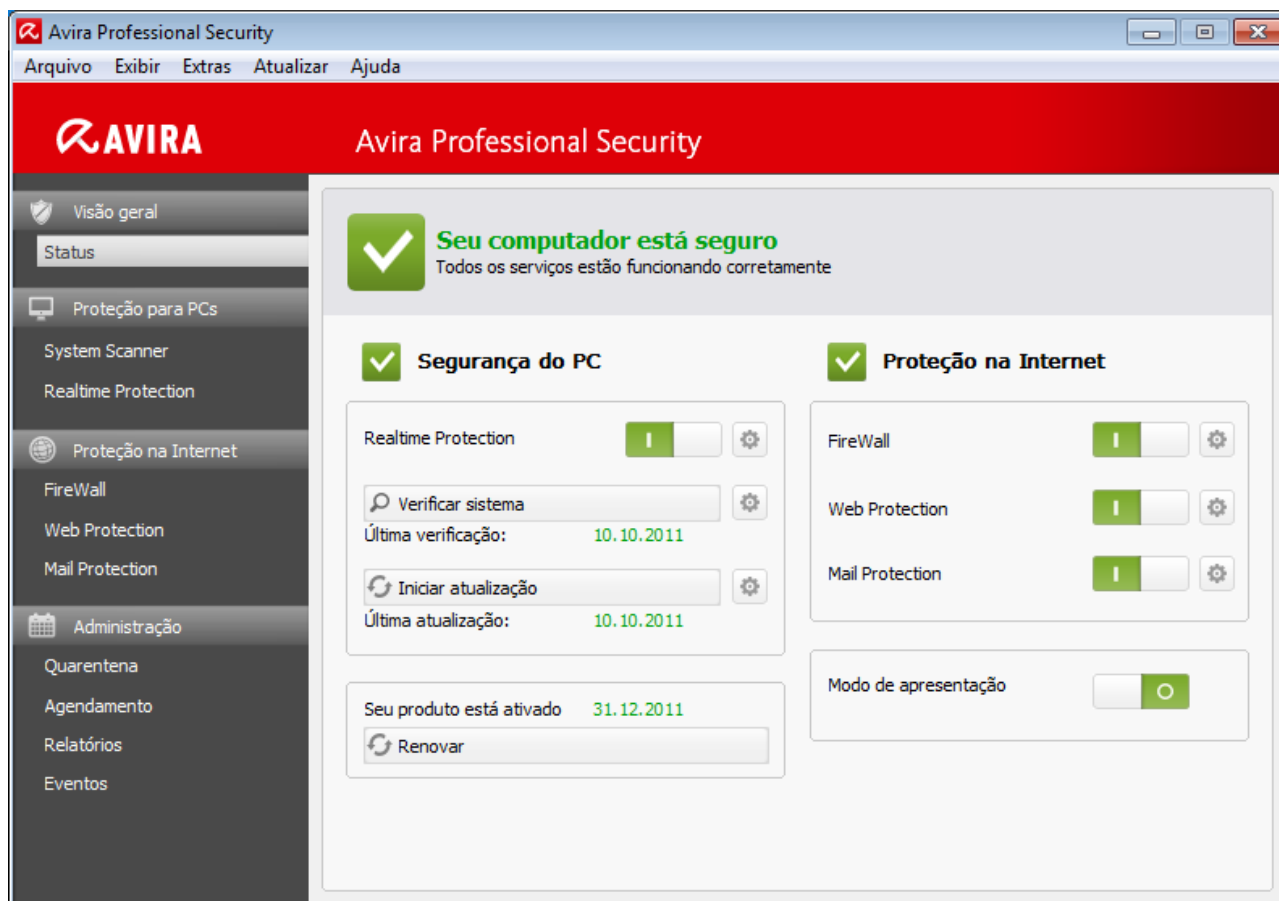 Avira Professional Security
Arquivo Exibir Extras Atualizar Ajuda
AVIRA
Avira Professional Security
Visão geral
Status
Proteção para PCs
System Scanner
Realtime Protection
Proteção na Internet
FireWall
Web Protection
Mail Protection
Administração
Quarentena
Agendamento
Relatórios
Eventos
Seu computador está seguro
Todos os serviços estão funcionando corretamente
Segurança do PC
Realtime Protection
Verificar sistema
Última verificação: 10.10.2011
Iniciar atualização
Última atualização: 10.10.2011
Seu produto está ativado 31.12.2011
Renovar
Proteção na Internet
FireWall
Web Protection
Mail Protection
Modo de apresentação